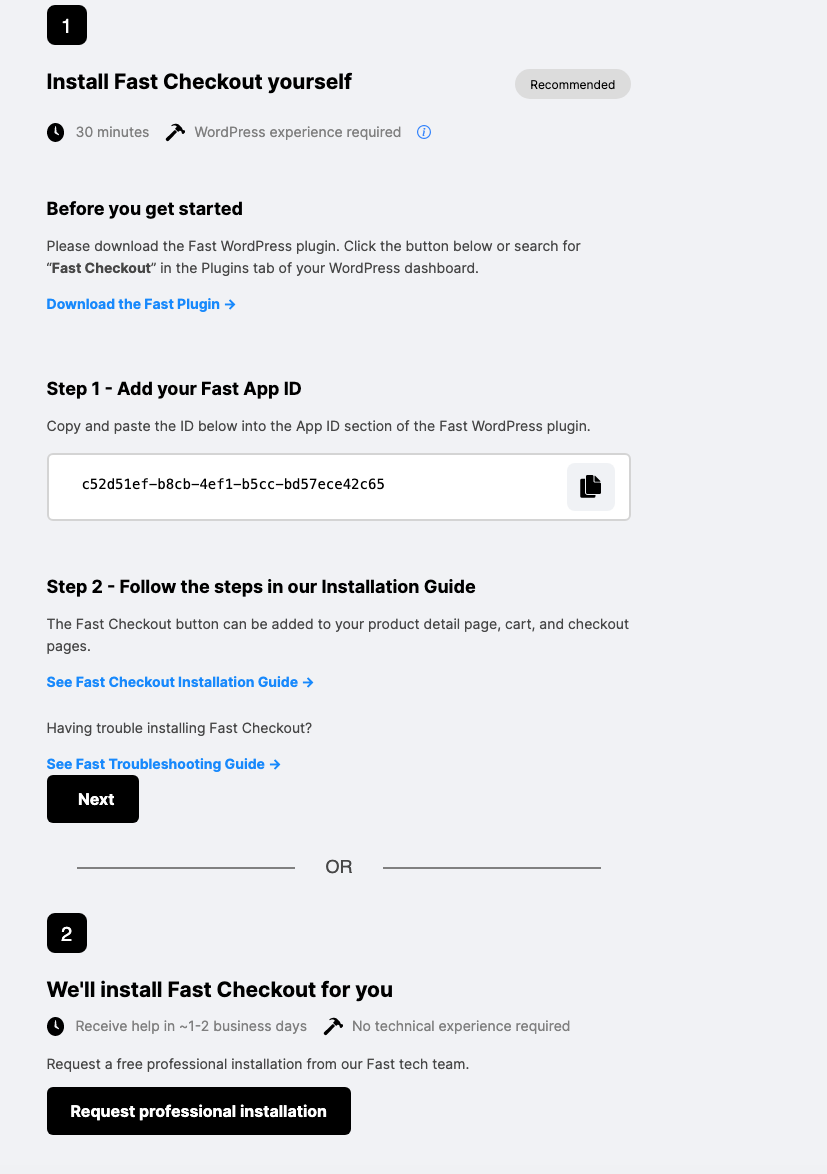 1
Install Fast Checkout yourself
Recommended
30 minutes
WordPress experience required
i
Before you get started
Please download the Fast WordPress plugin. Click the button below or search for
“Fast Checkout” in the Plugins tab of your WordPress dashboard.
Download the Fast Plugin →
Step 1 - Add your Fast App ID
Copy and paste the ID below into the App ID section of the Fast WordPress plugin.
c52d51ef-b8cb-4ef1-b5cc-bd57ece42c65
Step 2 - Follow the steps in our Installation Guide
The Fast Checkout button can be added to your product detail page, cart, and checkout
pages.
See Fast Checkout Installation Guide →
Having trouble installing Fast Checkout?
See Fast Troubleshooting Guide →
Next
OR
2
We'll install Fast Checkout for you
Receive help in ~1-2 business days
No technical experience required
Request a free professional installation from our Fast tech team.
Request professional installation